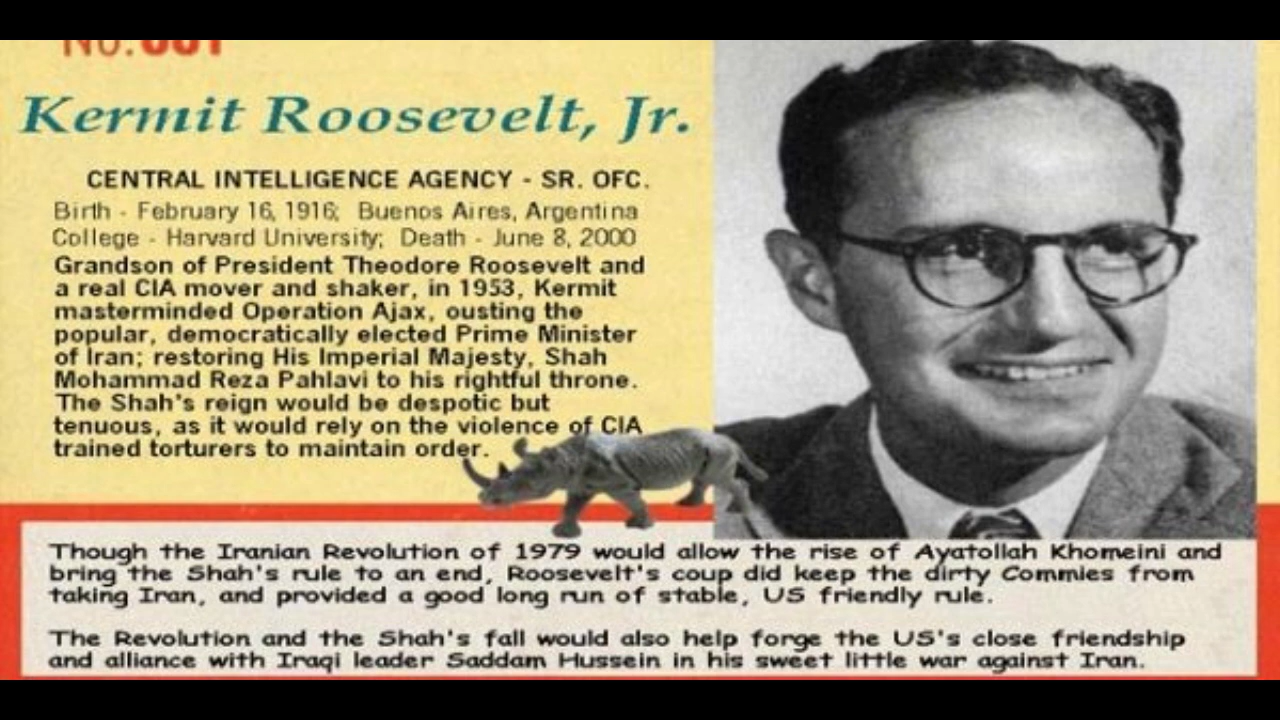 No.
Kermit Roosevelt, Jr.
CENTRAL INTELLIGENCE AGENCY - SR. OFC.
Birth - February 16, 1916; Buenos Aires, Argentina
College - Harvard University; Death - June 8, 2000
Grandson of President Theodore Roosevelt and
a real CIA mover and shaker, in 1953, Kermit
masterminded Operation Ajax, ousting the
popular, democratically elected Prime Minister
of Iran; restoring His Imperial Majesty, Shah
Mohammad Reza Pahlavi to his rightful throne.
The Shah's reign would be despotic but
tenuous, as it would rely on the violence of CIA
trained torturers to maintain order.
Though the Iranian Revolution of 1979 would allow the rise of Ayatollah Khomeini and
bring the Shah's rule to an end, Roosevelt's coup did keep the dirty Commies from
taking Iran, and provided a good long run of stable, US friendly rule.
The Revolution and the Shah's fall would also help forge the US's close friendship
and alliance with Iraqi leader Saddam Hussein in his sweet little war against Iran.